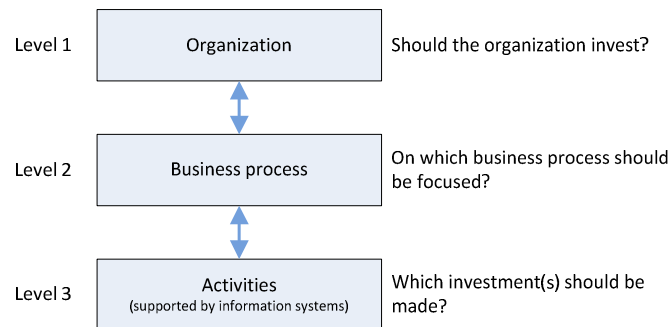 Level 1
Organization
Should the organization invest?
Level 2
Business process
On which business process should
be focused?
Level 3
Activities
(supported by information systems)
Which investment(s) should be
made?